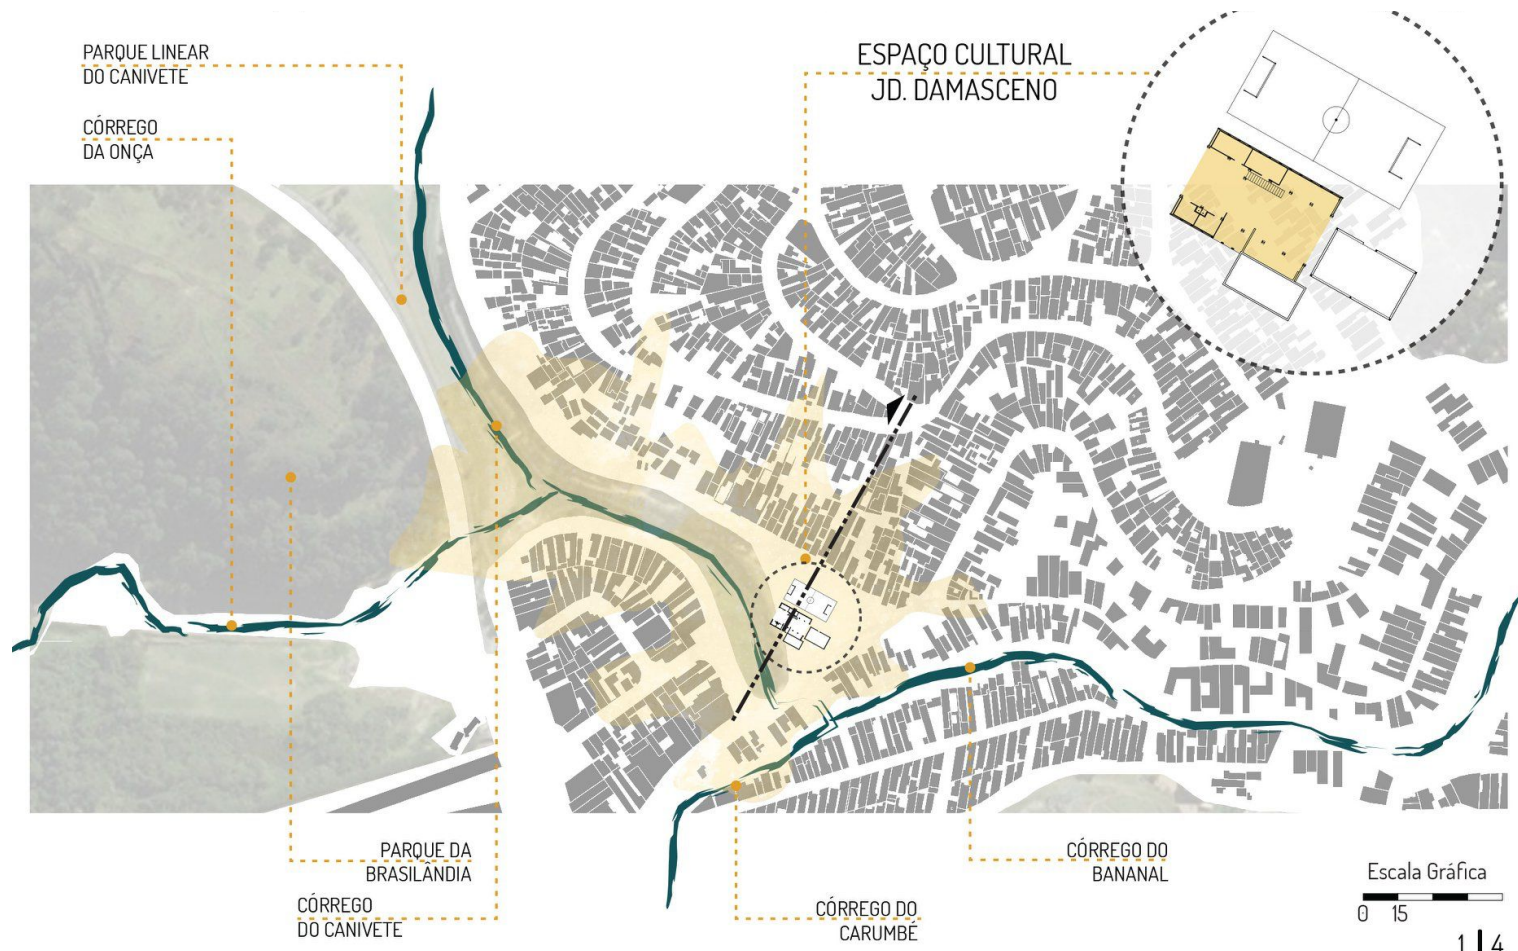 PARQUE LINEAR
DO CANIVETE
CÓRREGO
DA ONÇA
ESPAÇO CULTURAL
JD. DAMASCENO
PARQUE DA
BRASILÂNDIA
CÓRREGO
DO CANIVETE
CÓRREGO DO
CARUMBÉ
CÓRREGO DO
BANANAL
Escala Gráfica
0 15
1 | 4